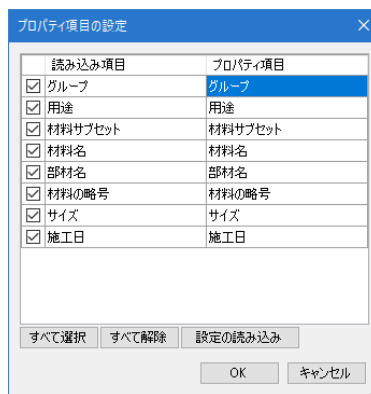 プロパティ項目の設定
読み込み項目 プロパティ項目
グループ グループ
用途 用途
材料サブセット 材料サブセット
材料名 材料名
部材名 部材名
材料の略号 材料の略号
サイズ サイズ
施工日 施工日
すべて選択 すべて解除 設定の読み込み
OK キャンセル